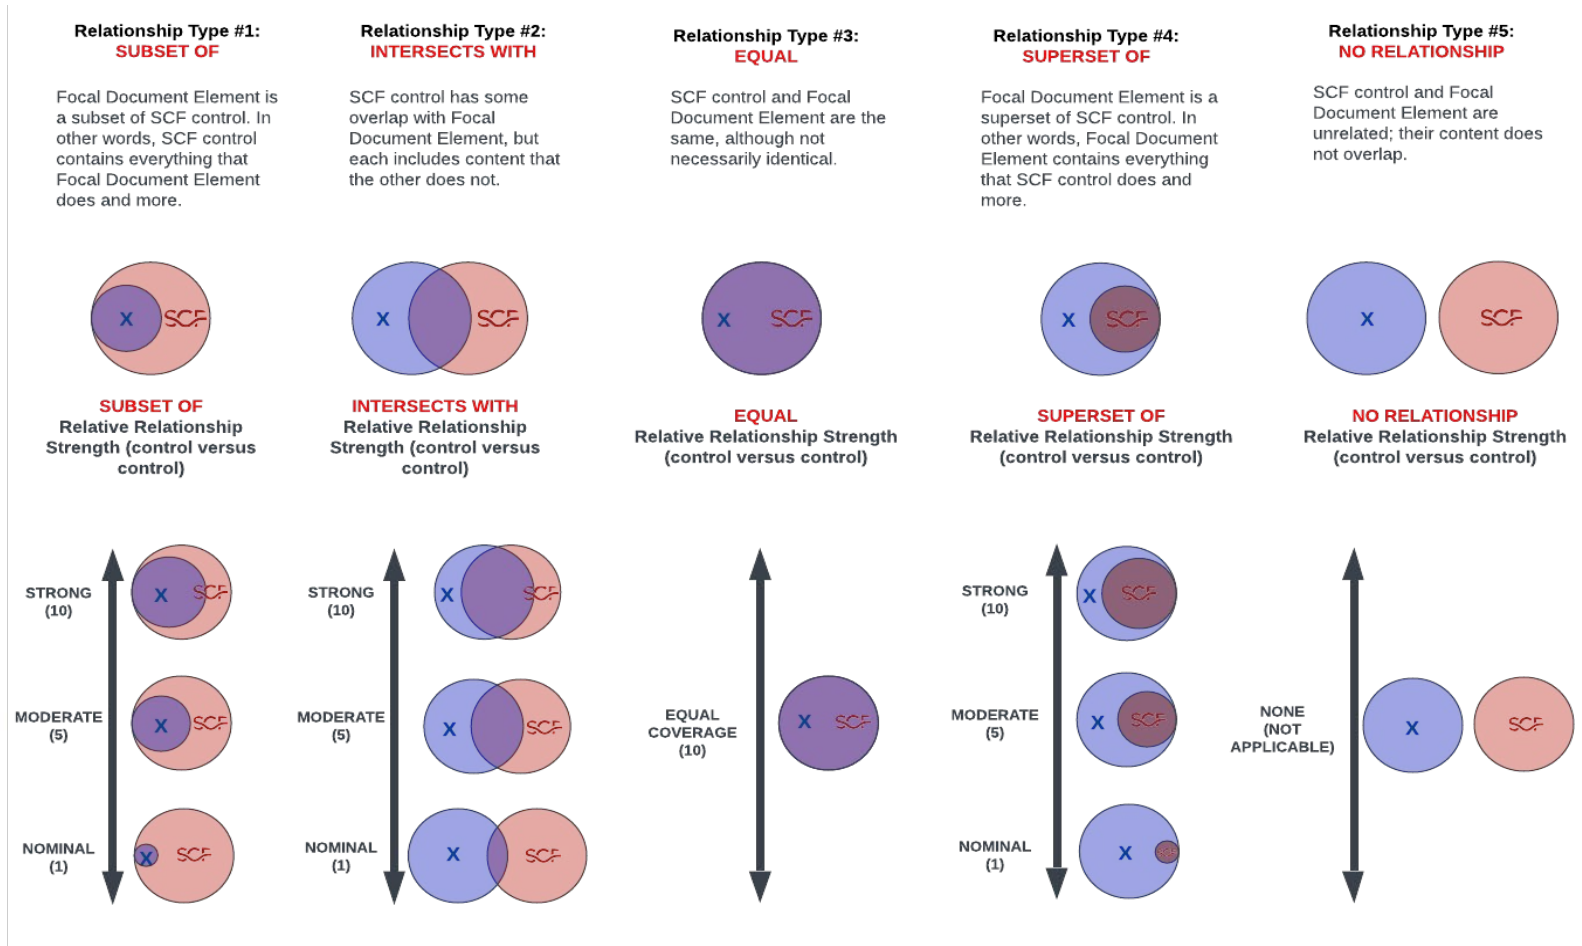 Relationship Type #1:
SUBSET OF
Focal Document Element is
a subset of SCF control. In
other words, SCF control
contains everything that
Focal Document Element
does and more.
X SCF
SUBSET OF
Relative Relationship
Strength (control versus
control)
STRONG
(10)
X SCF
MODERATE
(5)
X SCF
NOMINAL
(1)
X SCF
Relationship Type #2:
INTERSECTS WITH
SCF control has some
overlap with Focal
Document Element, but
each includes content that
the other does not.
X SCF
INTERSECTS WITH
Relative Relationship
Strength (control versus
control)
STRONG
(10)
X SCF
MODERATE
(5)
X SCF
NOMINAL
(1)
X SCF
Relationship Type #3:
EQUAL
SCF control and Focal
Document Element are the
same, although not
necessarily identical.
X SCF
EQUAL
Relative Relationship Strength
(control versus control)
EQUAL
COVERAGE
(10)
X SCF
Relationship Type #4:
SUPERSET OF
Focal Document Element is a
superset of SCF control. In
other words, Focal Document
Element contains everything
that SCF control does and
more.
X SCF
SUPERSET OF
Relative Relationship Strength
(control versus control)
STRONG
(10)
X SCF
MODERATE
(5)
X SCF
NOMINAL
(1)
X SCF
Relationship Type #5:
NO RELATIONSHIP
SCF control and Focal
Document Element are
unrelated; their content does
not overlap.
X SCF
NO RELATIONSHIP
Relative Relationship Strength
(control versus control)
NONE
(NOT
APPLICABLE)
X SCF